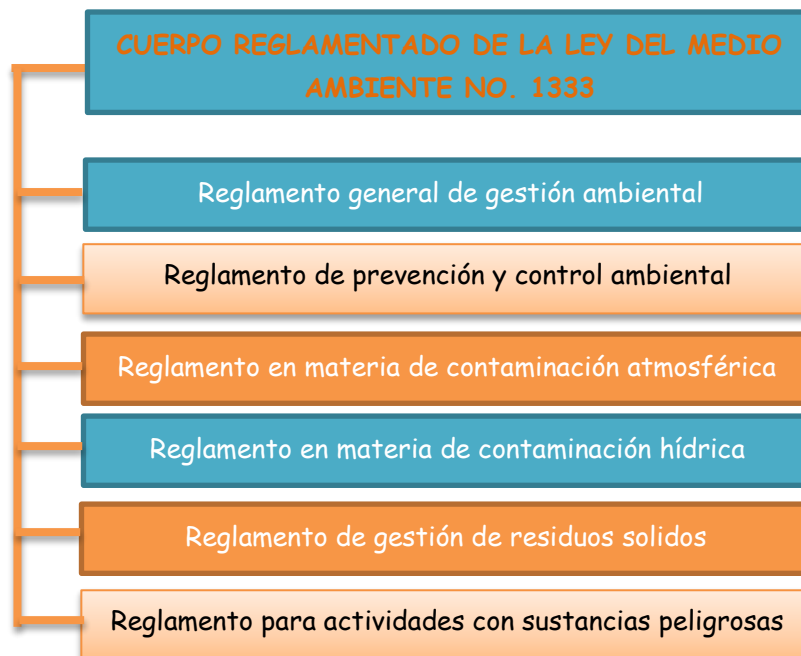 CUERPO REGLAMENTADO DE LA LEY DEL MEDIO
AMBIENTE NO. 1333
Reglamento general de gestión ambiental
Reglamento de prevención y control ambiental
Reglamento en materia de contaminación atmosférica
Reglamento en materia de contaminación hídrica
Reglamento de gestión de residuos solidos
Reglamento para actividades con sustancias peligrosas